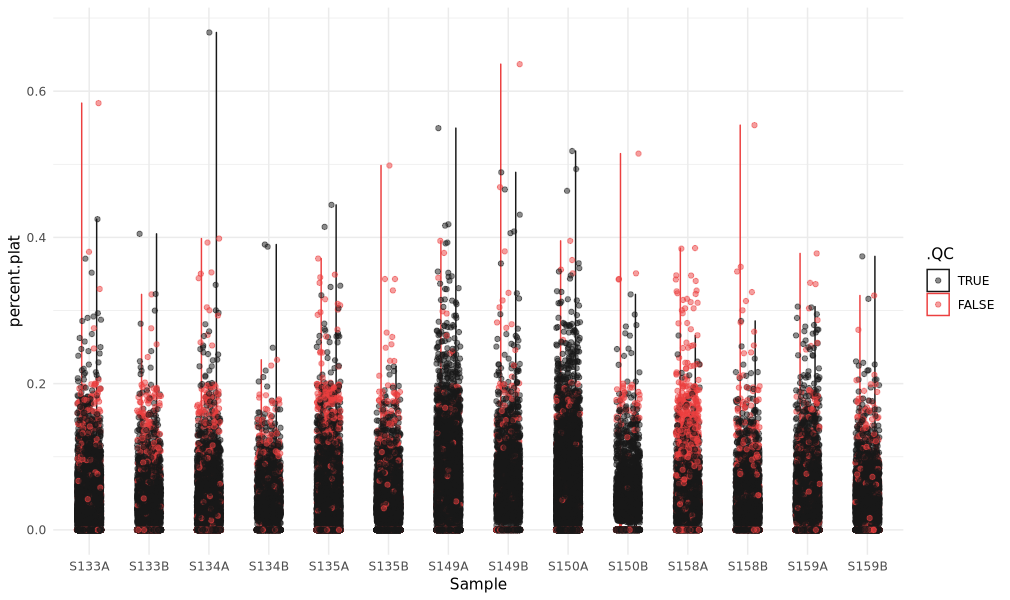 0.6
0.4
0.2
0.0
percent.plat
S133A S133B S134A S134B S135A S135B S149A S149B S150A S150B S158A S158B S159A S159B
Sample
.QC
TRUE
FALSE